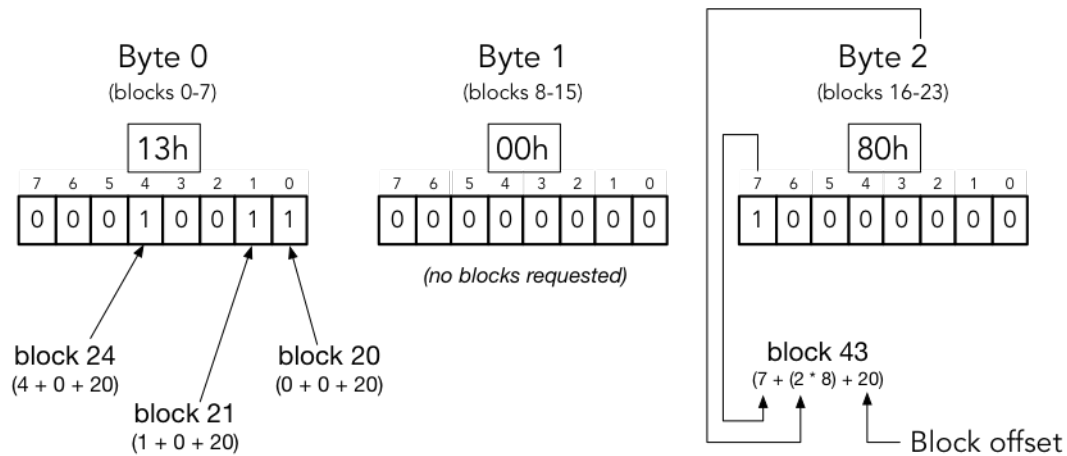 Byte 0
(blocks 0-7)
13h
7 6 5 4 3 2 1 0
0 0 0 1 0 0 1 1
block 24
(4 + 0 + 20)
block 21
(1 + 0 + 20)
block 20
(0 + 0 + 20)
Byte 1
(blocks 8-15)
00h
7 6 5 4 3 2 1 0
0 0 0 0 0 0 0 0
(no blocks requested)
Byte 2
(blocks 16-23)
80h
7 6 5 4 3 2 1 0
1 0 0 0 0 0 0 0
block 43
(7 + (2 * 8) + 20)
Block offset